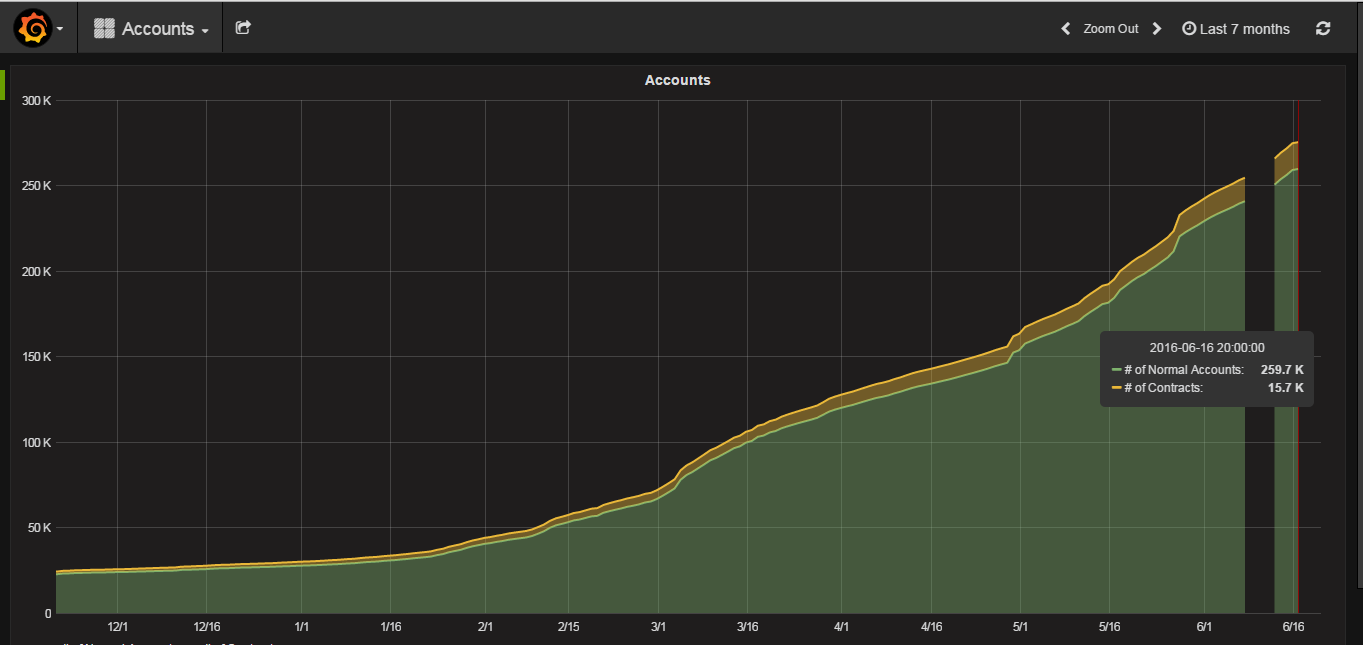 Accounts
Zoom Out
Last 7 months
Accounts
300 K
250 K
200 K
150 K
100 K
50 K
0
2016-06-16 20:00:00
# of Normal Accounts: 259.7 K
# of Contracts: 15.7 K
12/1 12/16 1/1 1/16 2/1 2/15 3/1 3/16 4/1 4/16 5/1 5/16 6/1 6/16